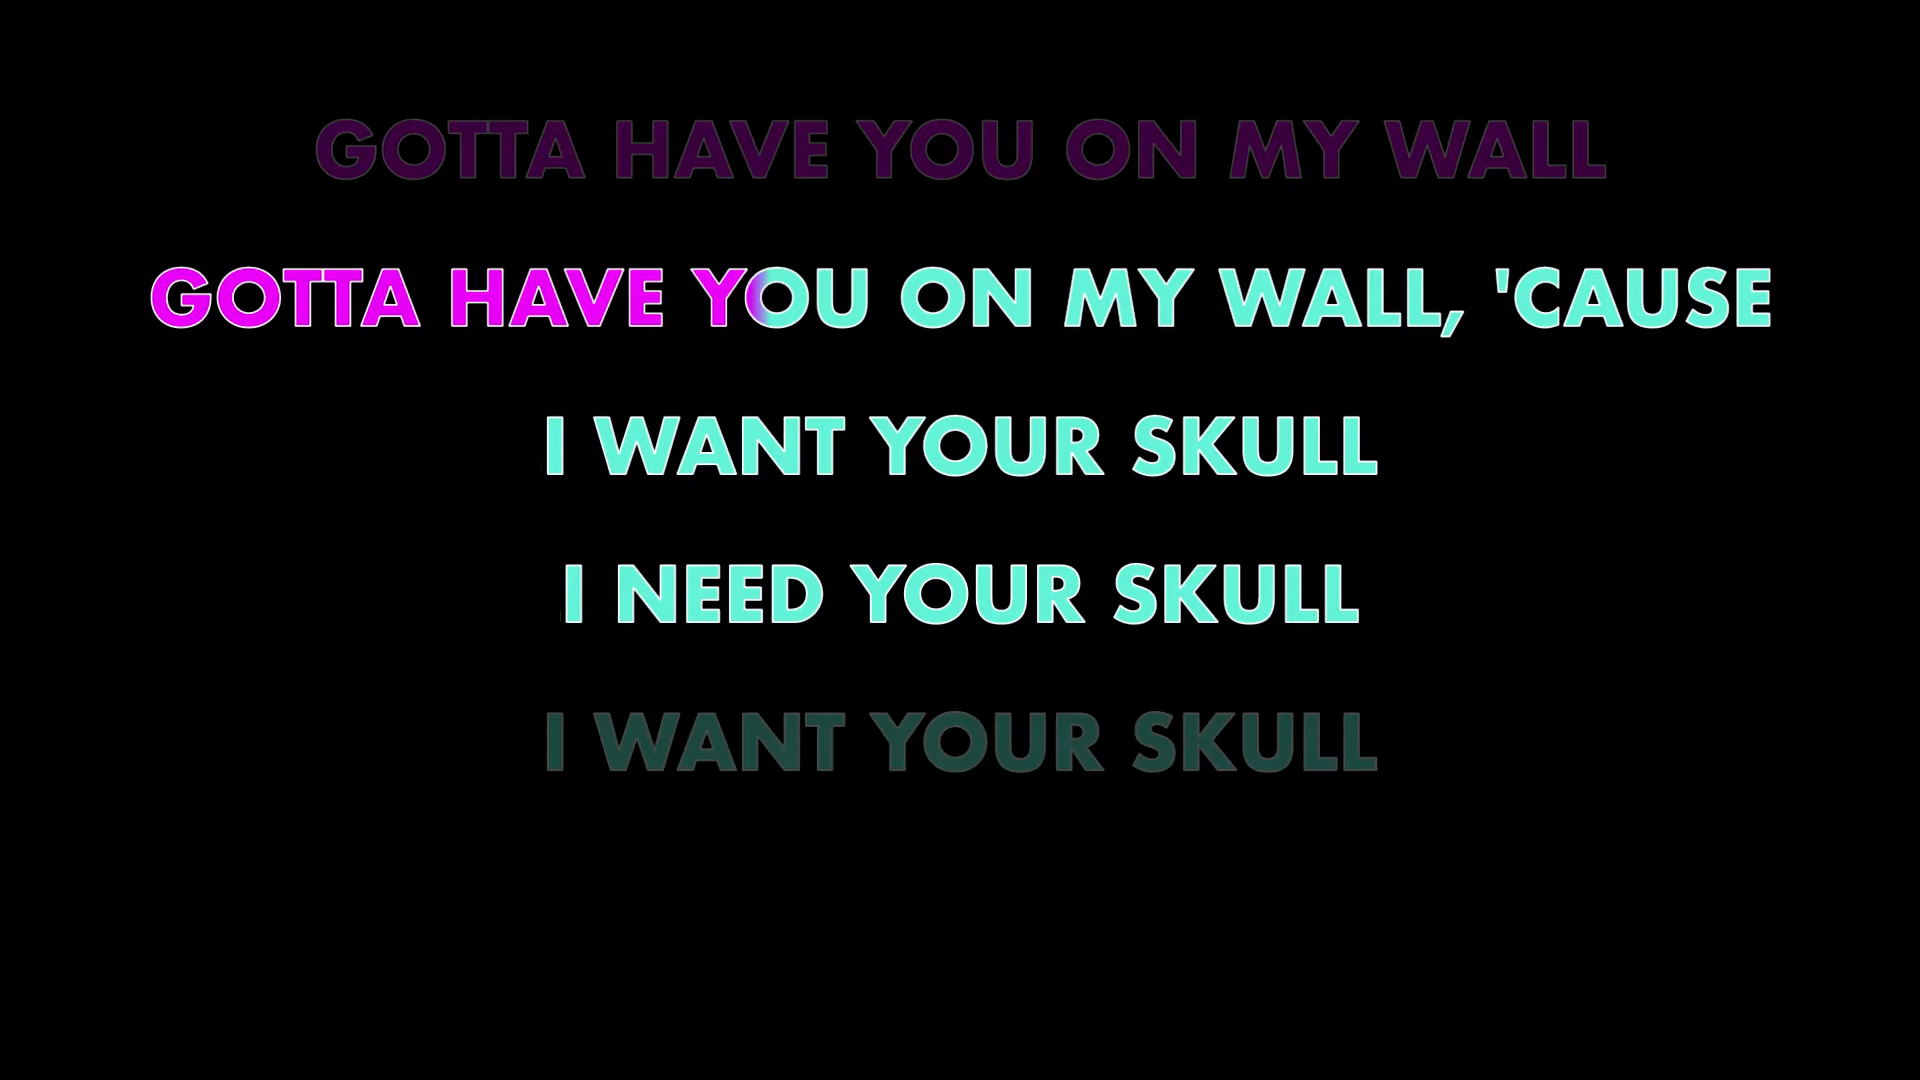 GOTTA HAVE YOU ON MY WALL
GOTTA HAVE YOU ON MY WALL, 'CAUSE
I WANT YOUR SKULL
I NEED YOUR SKULL
I WANT YOUR SKULL